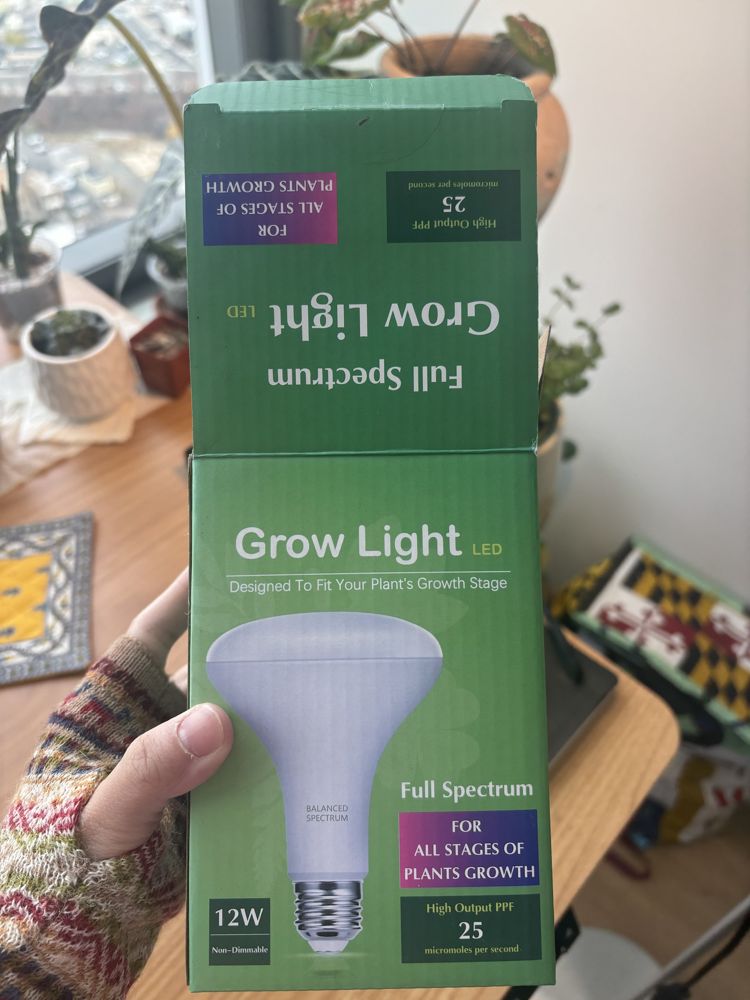 FOR
ALL STAGES OF
PLANTS GROWTH
High Output PPF
25
micromoles per second
Grow Light LED
Full Spectrum
Grow Light LED
Designed To Fit Your Plant's Growth Stage
BALANCED
SPECTRUM
Full Spectrum
FOR
ALL STAGES OF
PLANTS GROWTH
12W
Non-Dimmable
High Output PPF
25
micromoles per second